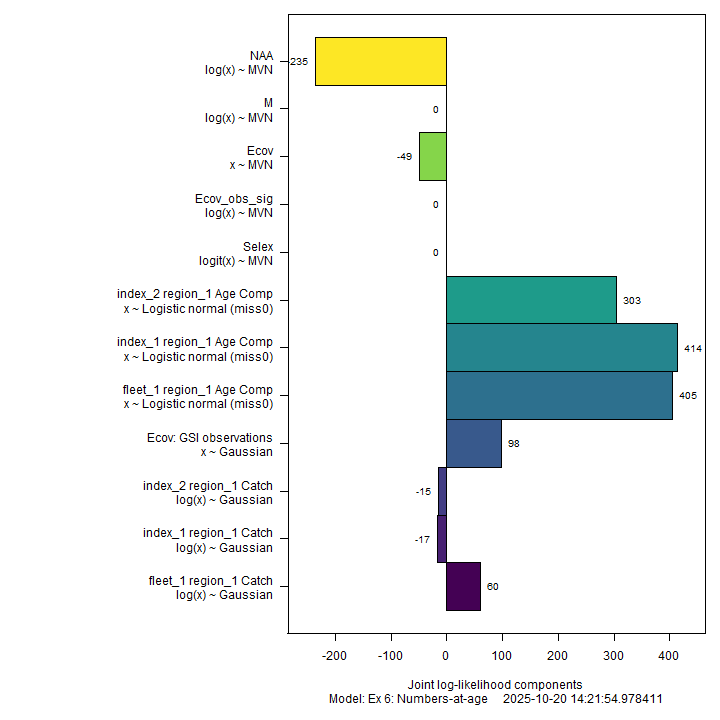 NAA
log(x) ~ MVN
235
M
log(x) ~ MVN
0
Ecov
x ~ MVN
-49
Ecov_obs_sig
log(x) ~ MVN
0
Selex
logit(x) ~ MVN
0
index_2 region_1 Age Comp
x ~ Logistic normal (miss0)
303
index_1 region_1 Age Comp
x ~ Logistic normal (miss0)
414
fleet_1 region_1 Age Comp
x ~ Logistic normal (miss0)
405
Ecov: GSI observations
x ~ Gaussian
98
index_2 region_1 Catch
log(x) ~ Gaussian
-15
index_1 region_1 Catch
log(x) ~ Gaussian
-17
fleet_1 region_1 Catch
log(x) ~ Gaussian
60
-200 -100 0 100 200 300 400
Joint log-likelihood components
Model: Ex 6: Numbers-at-age 2025-10-20 14:21:54.978411